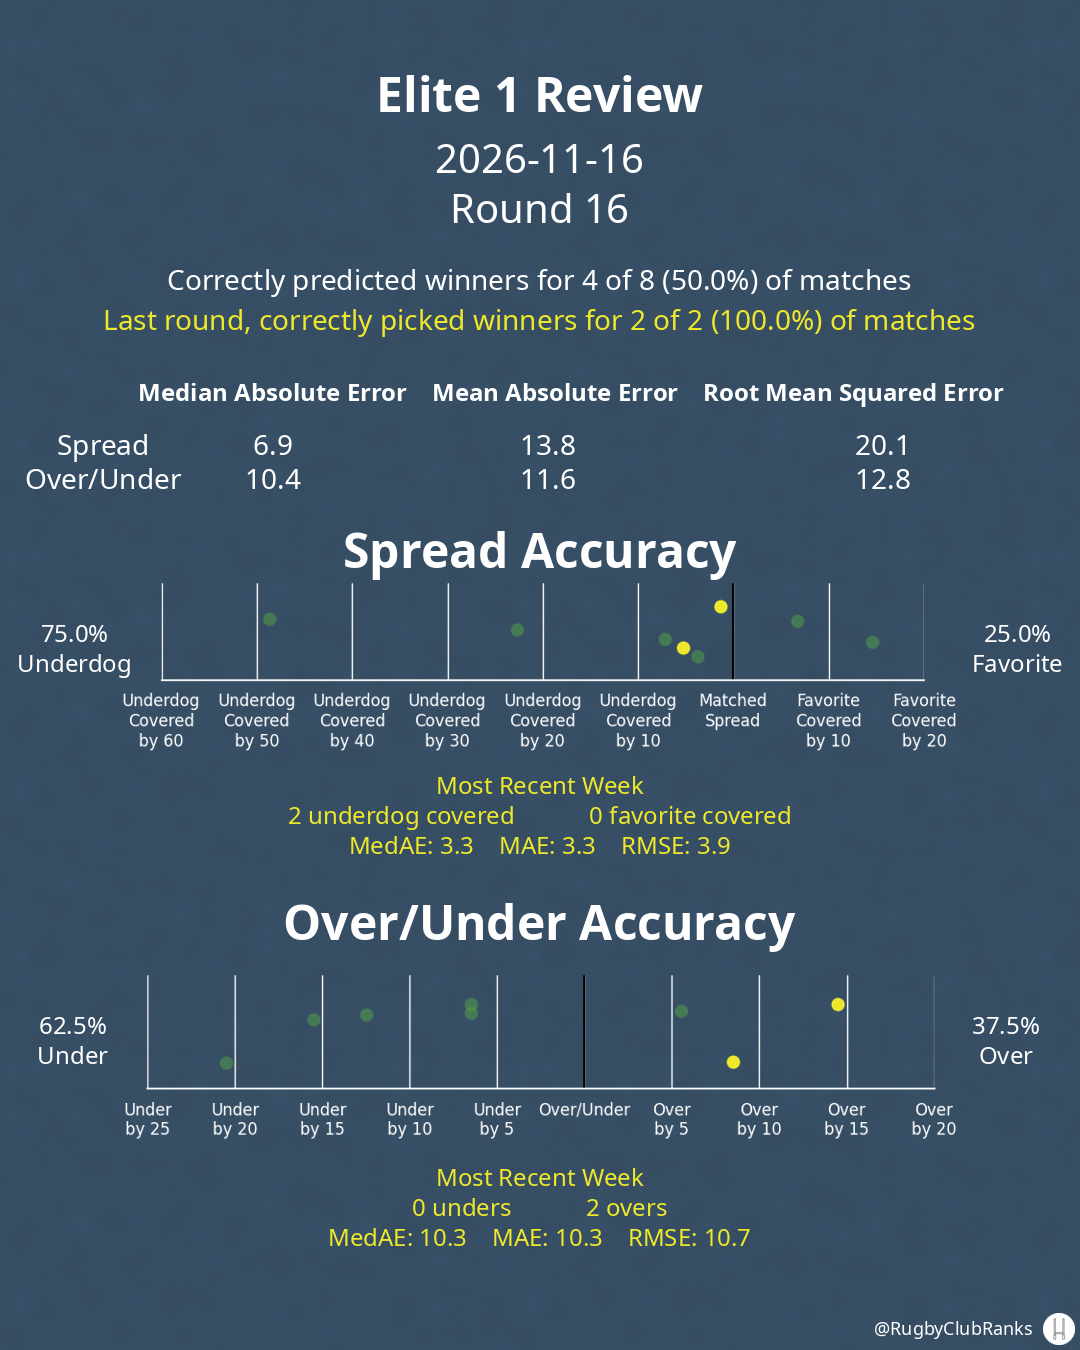 Elite 1 Review
2026-11-16
Round 16
Correctly predicted winners for 4 of 8 (50.0%) of matches
Last round, correctly picked winners for 2 of 2 (100.0%) of matches
Median Absolute Error Mean Absolute Error Root Mean Squared Error
Spread 6.9 13.8 20.1
Over/Under 10.4 11.6 12.8
Spread Accuracy
75.0%
Underdog
25.0%
Favorite
Underdog Underdog Underdog Underdog Underdog Underdog Matched Favorite Favorite
Covered Covered Covered Covered Covered Covered Spread Covered Covered
by 60 by 50 by 40 by 30 by 20 by 10 by 10 by 20
Most Recent Week
2 underdog covered 0 favorite covered
MedAE: 3.3 MAE: 3.3 RMSE: 3.9
Over/Under Accuracy
62.5%
Under
37.5%
Over
Under Under Under Under Under Over/Under Over Over Over Over
by 25 by 20 by 15 by 10 by 5 by 5 by 10 by 15 by 20
Most Recent Week
0 unders 2 overs
MedAE: 10.3 MAE: 10.3 RMSE: 10.7
@RugbyClubRanks